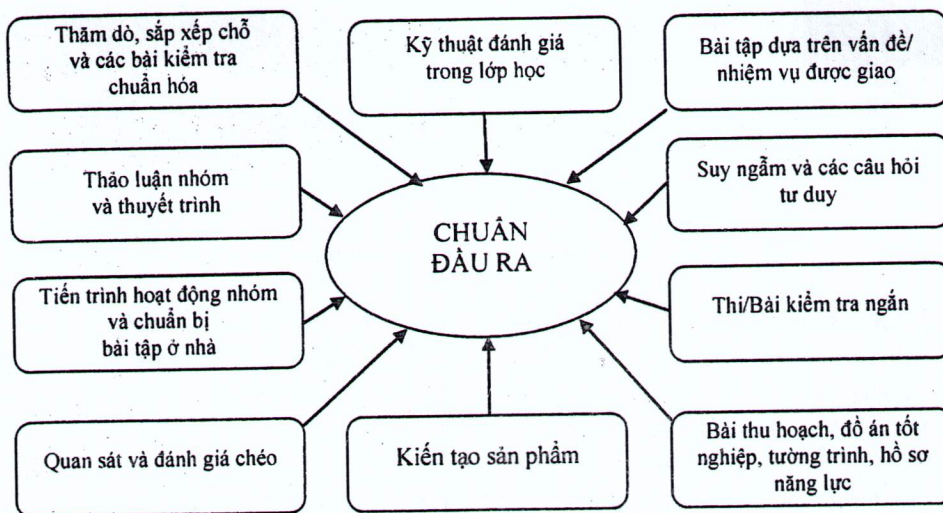 Thăm dò, sắp xếp chỗ
và các bài kiểm tra
chuẩn hóa
Kỹ thuật đánh giá
trong lớp học
Bài tập dựa trên vấn đề/
nhiệm vụ được giao
Thảo luận nhóm
và thuyết trình
Suy ngẫm và các câu hỏi
tư duy
CHUẨN
ĐẦU RA
Tiến trình hoạt động nhóm
và chuẩn bị
bài tập ở nhà
Thi/Bài kiểm tra ngắn
Quan sát và đánh giá chéo
Kiến tạo sản phẩm
Bài thu hoạch, đồ án tốt
nghiệp, tường trình, hồ sơ
năng lực